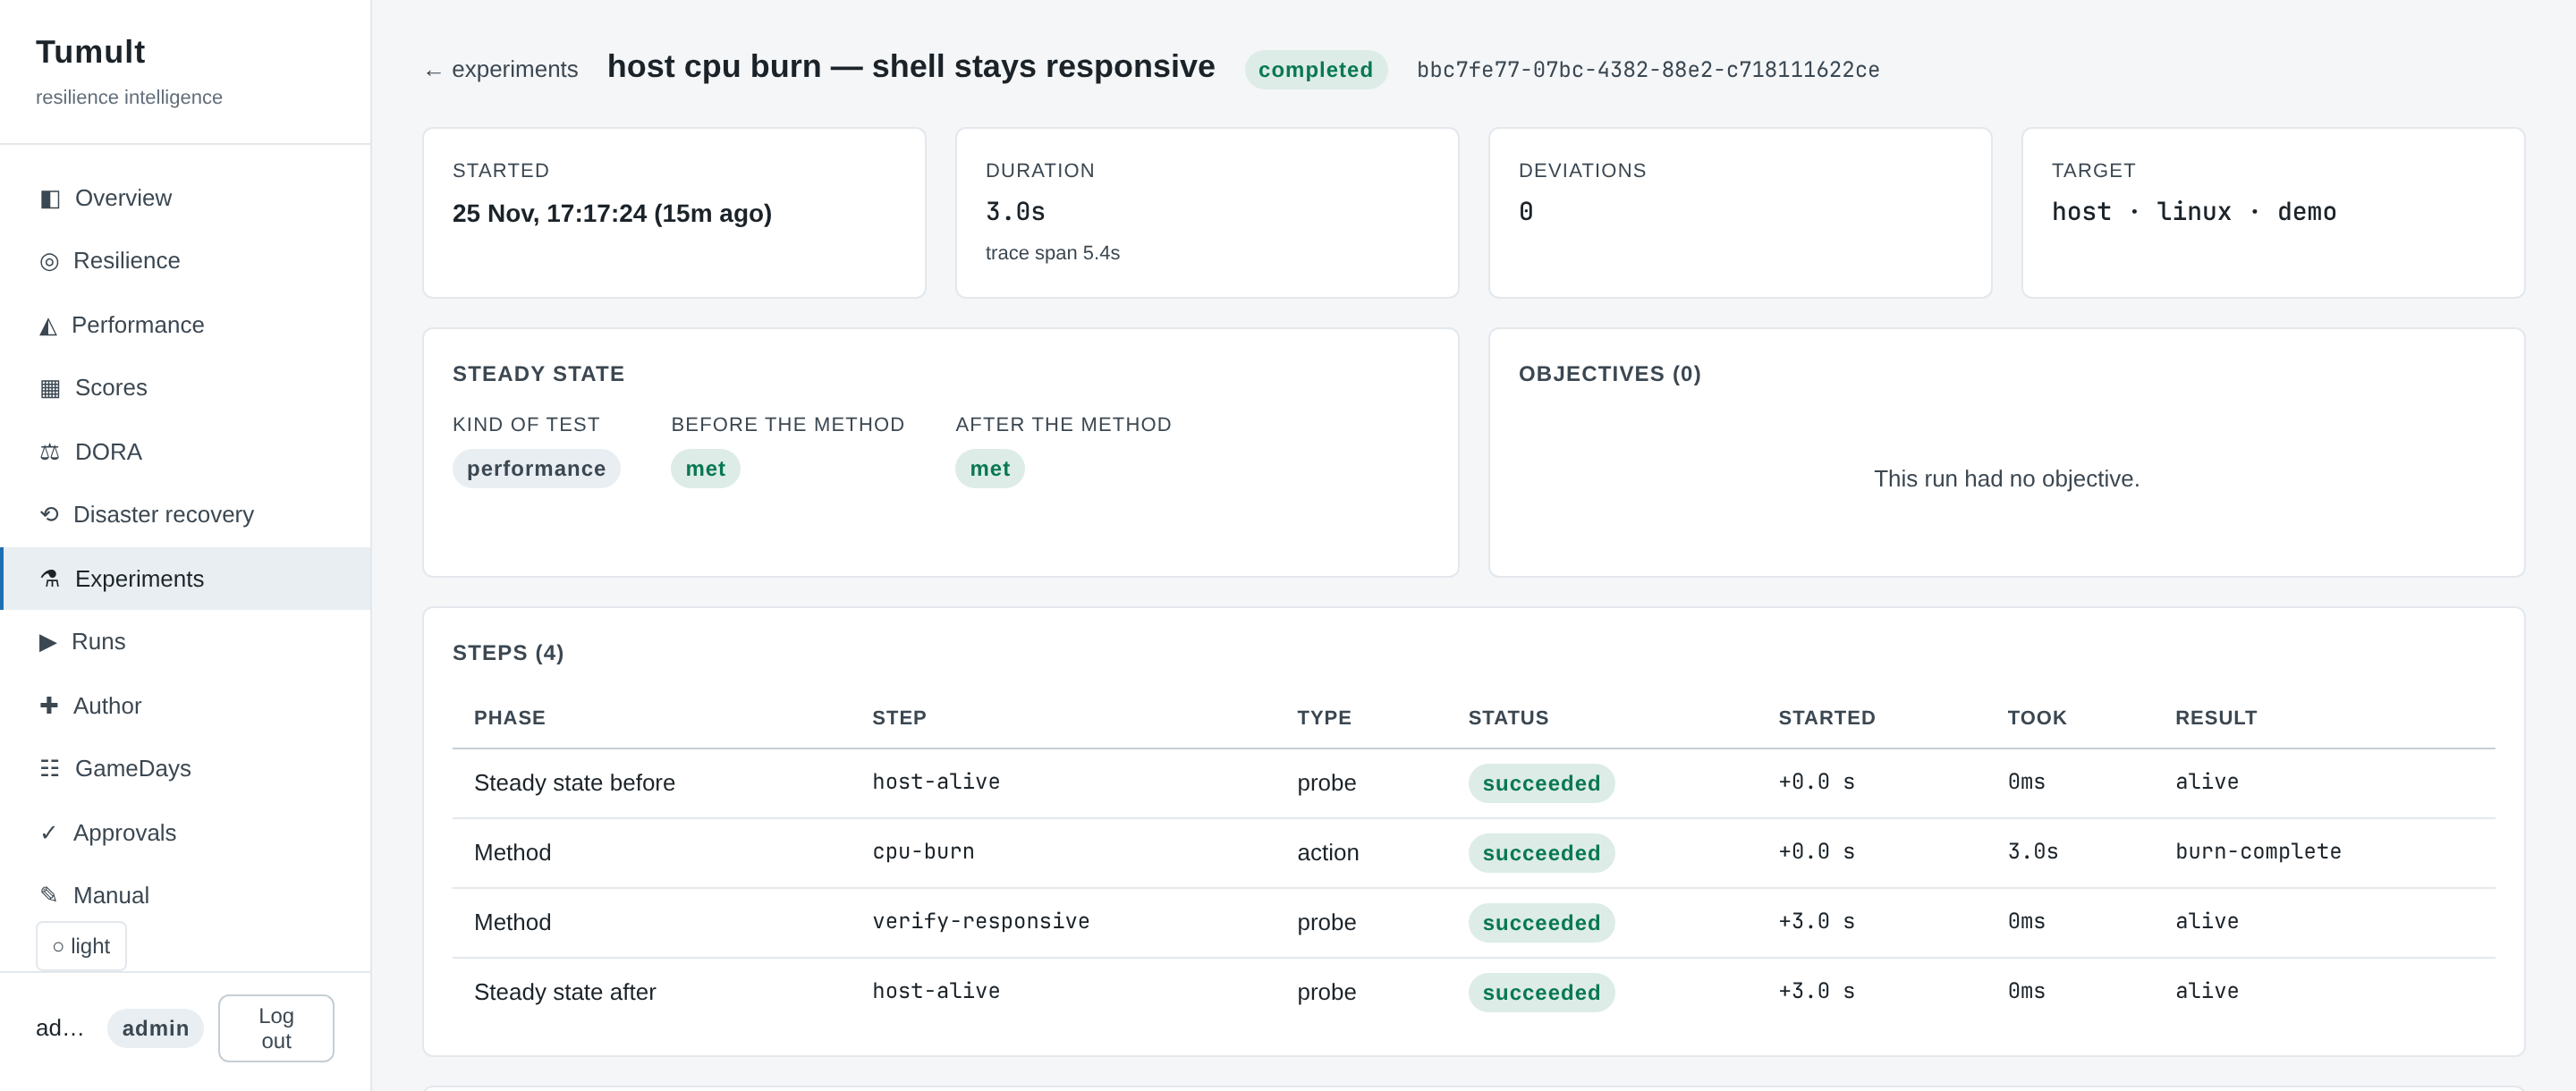 Tumult
resilience intelligence
◧ Overview
◎ Resilience
◭ Performance
▦ Scores
⚖ DORA
⟲ Disaster recovery
⚗ Experiments
▶ Runs
✚ Author
☷ GameDays
✓ Approvals
✎ Manual
○ light
ad… admin Log out
← experiments host cpu burn — shell stays responsive completed bbc7fe77-07bc-4382-88e2-c718111622ce
STARTED
25 Nov, 17:17:24 (15m ago)
DURATION
3.0s
trace span 5.4s
DEVIATIONS
0
TARGET
host · linux · demo
STEADY STATE
KIND OF TEST BEFORE THE METHOD AFTER THE METHOD
performance met met
OBJECTIVES (0)
This run had no objective.
STEPS (4)
PHASE STEP TYPE STATUS STARTED TOOK RESULT
Steady state before host-alive probe succeeded +0.0 s 0ms alive
Method cpu-burn action succeeded +0.0 s 3.0s burn-complete
Method verify-responsive probe succeeded +3.0 s 0ms alive
Steady state after host-alive probe succeeded +3.0 s 0ms alive